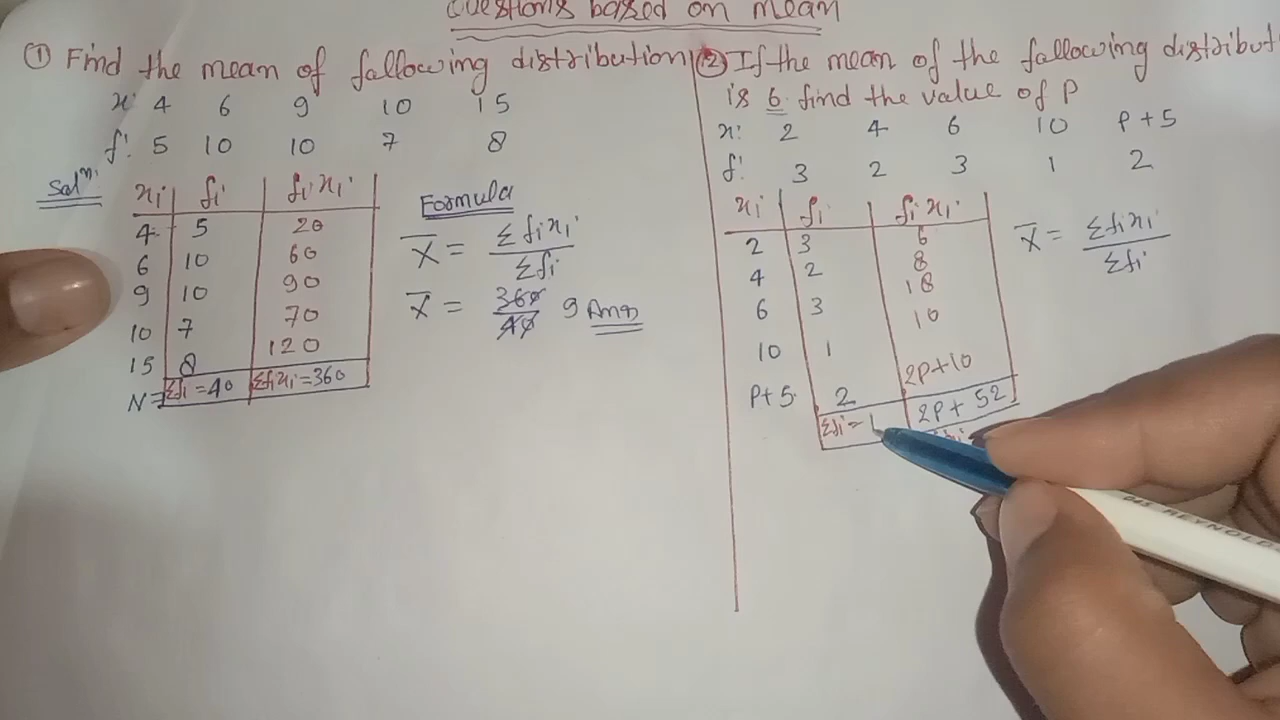 Questions based on mean
① Find the mean of fallowing distribution
x: 4 6 9 10 15
f: 5 10 10 7 8
Solⁿ.
xi fi fixi
4 5 20
6 10 60
9 10 90
10 7 70
15 8 120
N= Σfi = 40 Σfixi = 360
Formula
X̄ = Σfixi / Σfi
X̄ = 360 / 40 9 Ans
② If the mean of the following distribut
is 6 find the value of P
x: 2 4 6 10 P+5
f: 3 2 3 1 2
xi fi fixi
2 3 6
4 2 8
6 3 18
10 1 10
P+5 2 2P+10
Σfi = 1 2P+ 52
X̄ = Σfixi / Σfi
045 REYNOLD